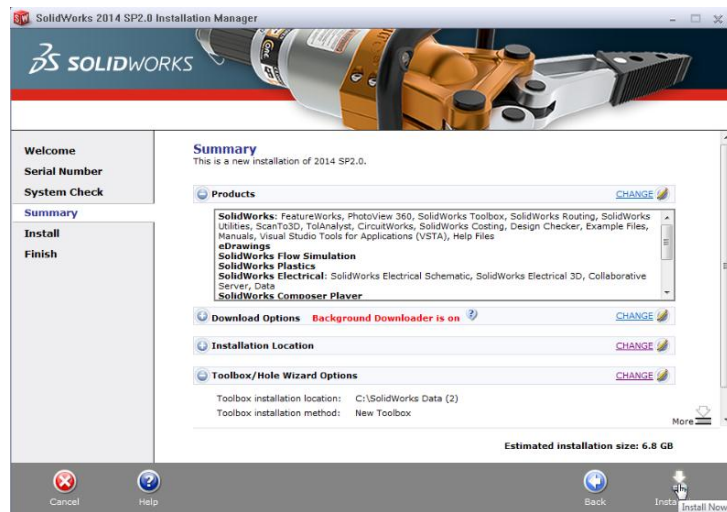 SolidWorks 2014 SP2.0 Installation Manager
SOLIDWORKS
Welcome
Serial Number
System Check
Summary
Install
Finish
Summary
This is a new installation of 2014 SP2.0.
Products CHANGE
SolidWorks: FeatureWorks, PhotoView 360, SolidWorks Toolbox, SolidWorks Routing, SolidWorks
Utilities, ScanTo3D, TolAnalyst, CircuitWorks, SolidWorks Costing, Design Checker, Example Files,
Manuals, Visual Studio Tools for Applications (VSTA), Help Files
eDrawings
SolidWorks Flow Simulation
SolidWorks Plastics
SolidWorks Electrical: SolidWorks Electrical Schematic, SolidWorks Electrical 3D, Collaborative
Server, Data
SolidWorks Composer Player
Download Options Background Downloader is on CHANGE
Installation Location CHANGE
Toolbox/Hole Wizard Options CHANGE
Toolbox installation location: C:\SolidWorks Data (2)
Toolbox installation method: New Toolbox
More
Estimated installation size: 6.8 GB
Cancel Help Back Insta
Install Now